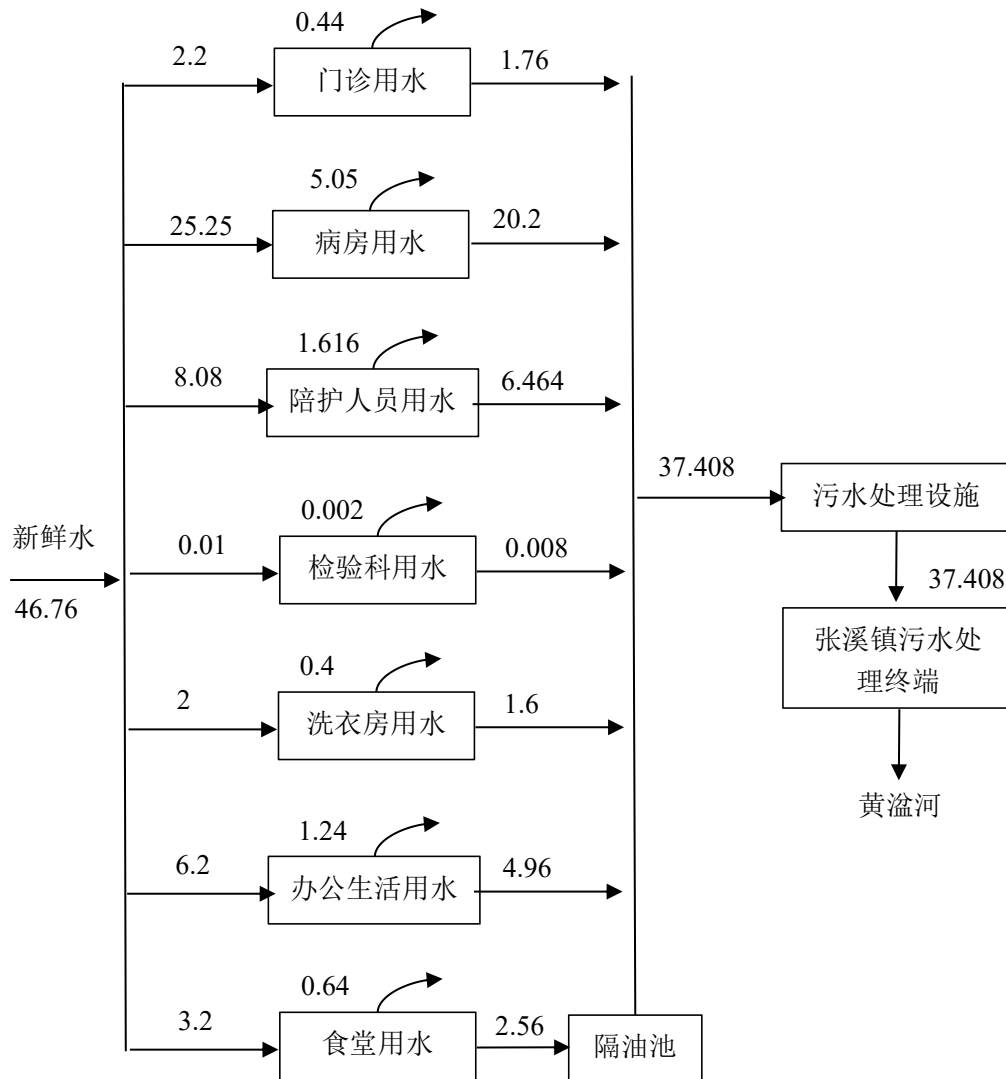 0.44
2.2
门诊用水
1.76
5.05
25.25
病房用水
20.2
1.616
8.08
陪护人员用水
6.464
37.408
污水处理设施
新鲜水
46.76
0.002
0.01
检验科用水
0.008
37.408
张溪镇污水处
理终端
0.4
2
洗衣房用水
1.6
黄湓河
1.24
6.2
办公生活用水
4.96
0.64
3.2
食堂用水
2.56
隔油池